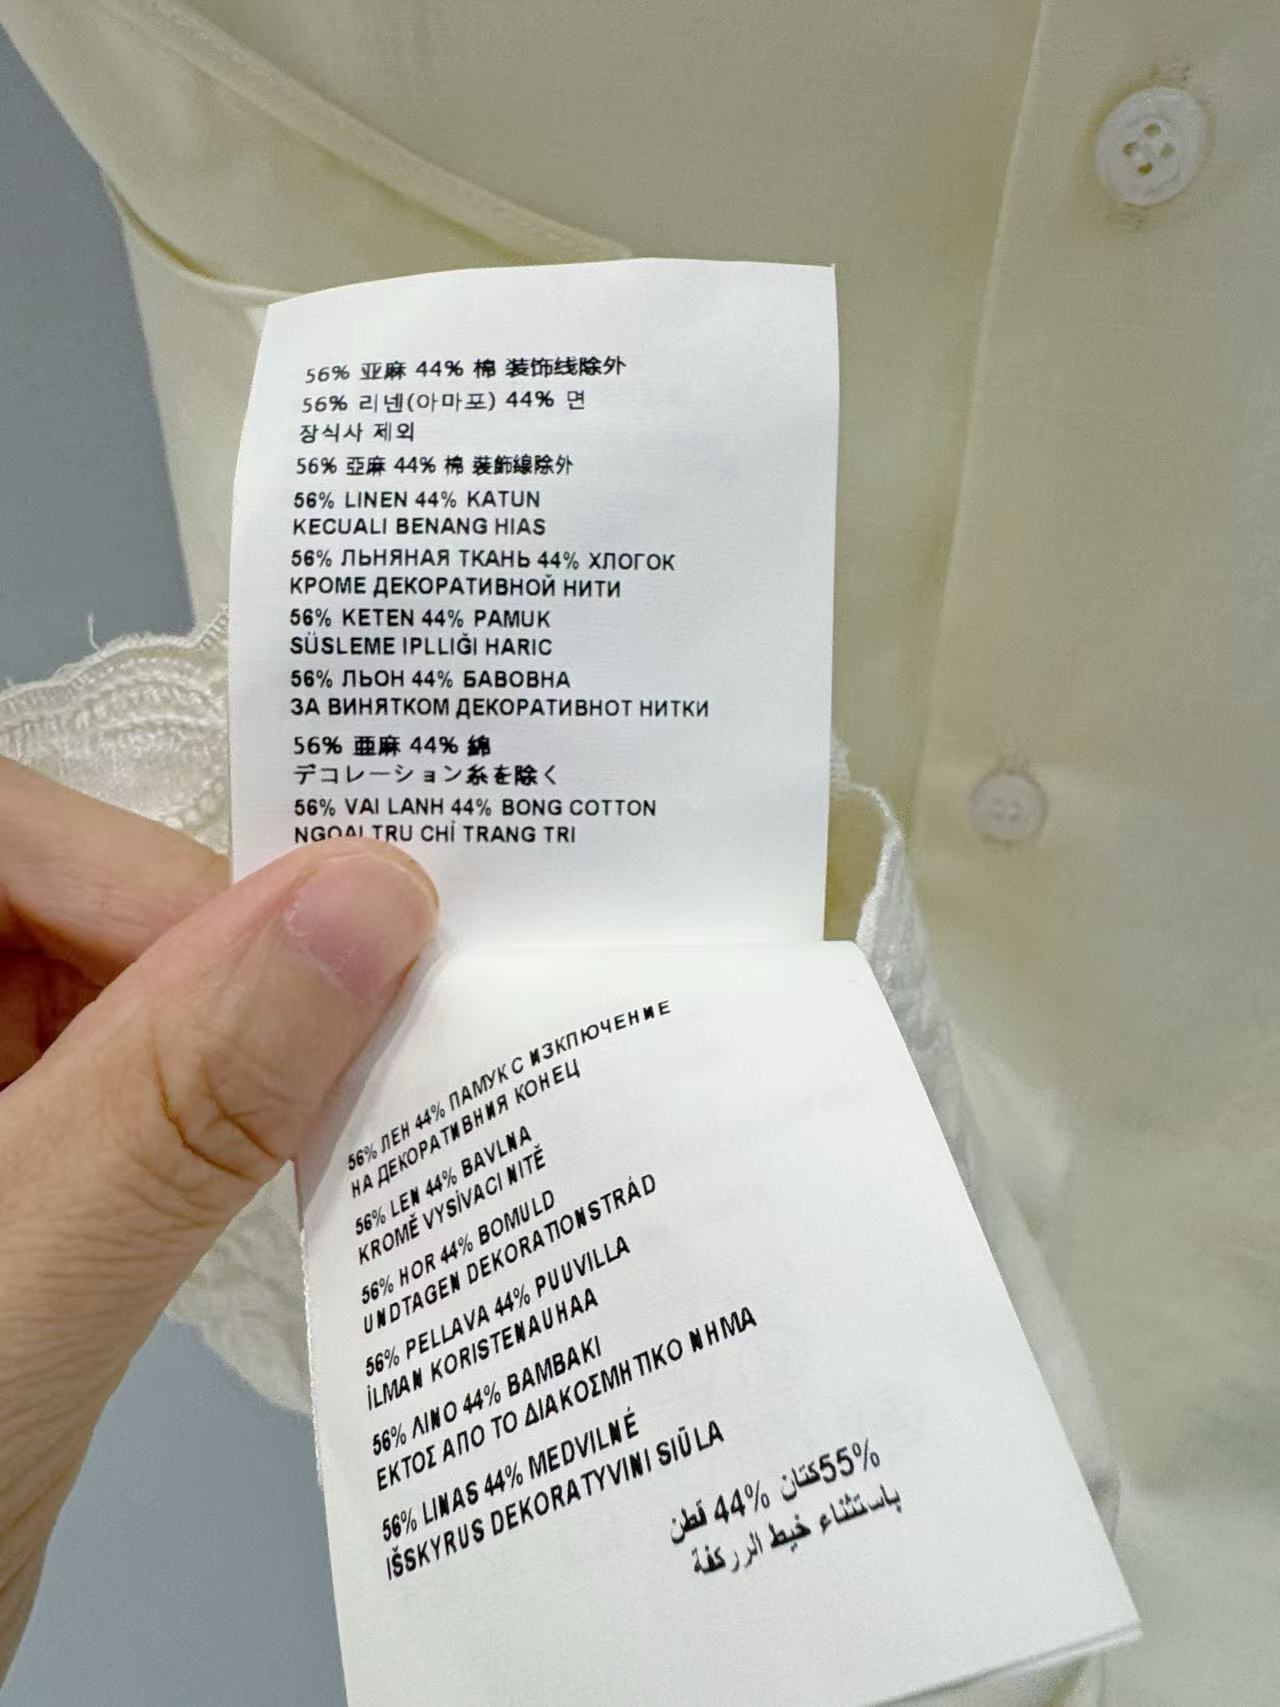 56% 亚麻 44% 棉 装饰线除外
56% 리넨(아마포) 44% 면
장식사 제외
56% 亞麻 44% 棉 裝飾線除外
56% LINEN 44% KATUN
KECUALI BENANG HIAS
56% ЛЬНЯНАЯ ТКАНЬ 44% ХЛОГОК
КРОМЕ ДЕКОРАТИВНОЙ НИТИ
56% KETEN 44% PAMUK
SÜSLEME IPLLIĞI HARIC
56% ЛЬОН 44% БАВОВНА
ЗА ВИНЯТКОМ ДЕКОРАТИВНОТ НИТКИ
56% 亜麻 44% 綿
デコレーション糸を除く
56% VAI LANH 44% BONG COTTON
NGOAI TRU CHỈ TRANG TRI
56% ЛЕН 44% ПАМУК С ИЗКПЮЧЕНИЕ
НА ДЕКОРАТИВНИЯ КОНЕЦ
56% LEN 44% BAVLNA
KROMĚ VYSÍVACI NITĚ
56% HOR 44% BOMULD
UNDTAGEN DEKORATIONSTRÁD
56% PELLAVA 44% PUUVILLA
İLMAN KORISTENAUHAA
56% ΛΙΝΟ 44% BAMBAKI
ΕΚΤΟΣ ΑΠΟ ΤΟ ΔΙΑΚΟΣΜΗΤΙΚΟ ΝΗΜΑ
56% LINAS 44% MEDVILNÉ
IŠSKYRUS DEKORATYVINI SIŪLA
55%كتان 44% قطن
باستثناء خيط الزركفة